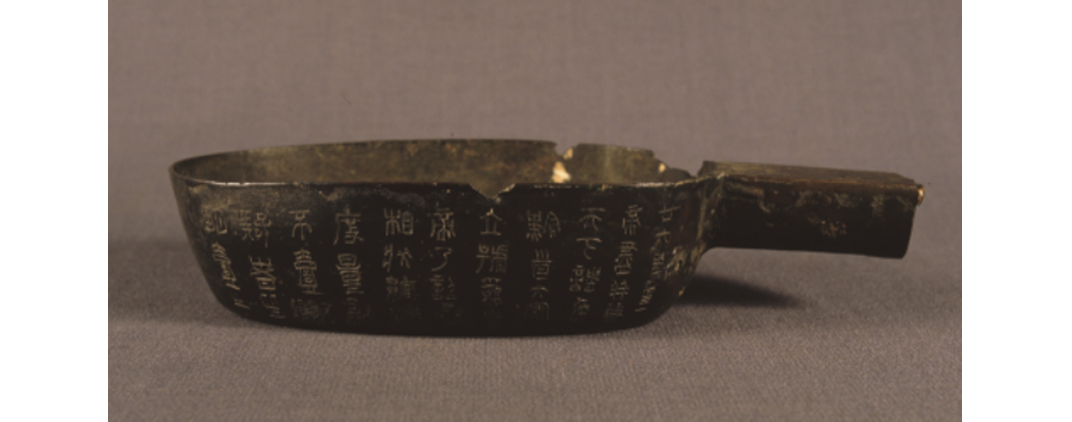 廿六年皇
帝盡并兼
天下諸侯
黔首大安
立號為皇
帝乃詔丞
相狀綰
度量則
不壹歉
疑者皆
明壹之